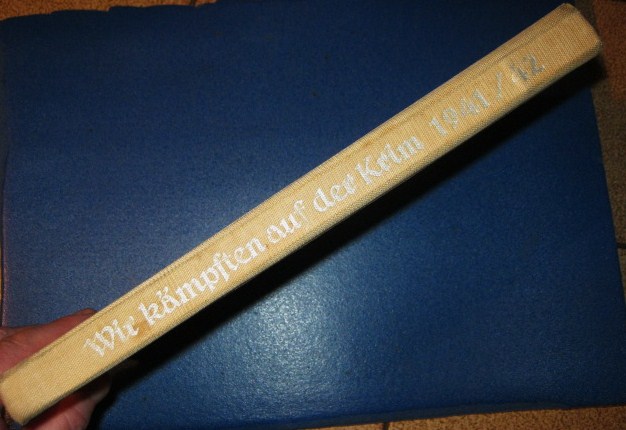 Wir kämpften auf der Krim 1941/42